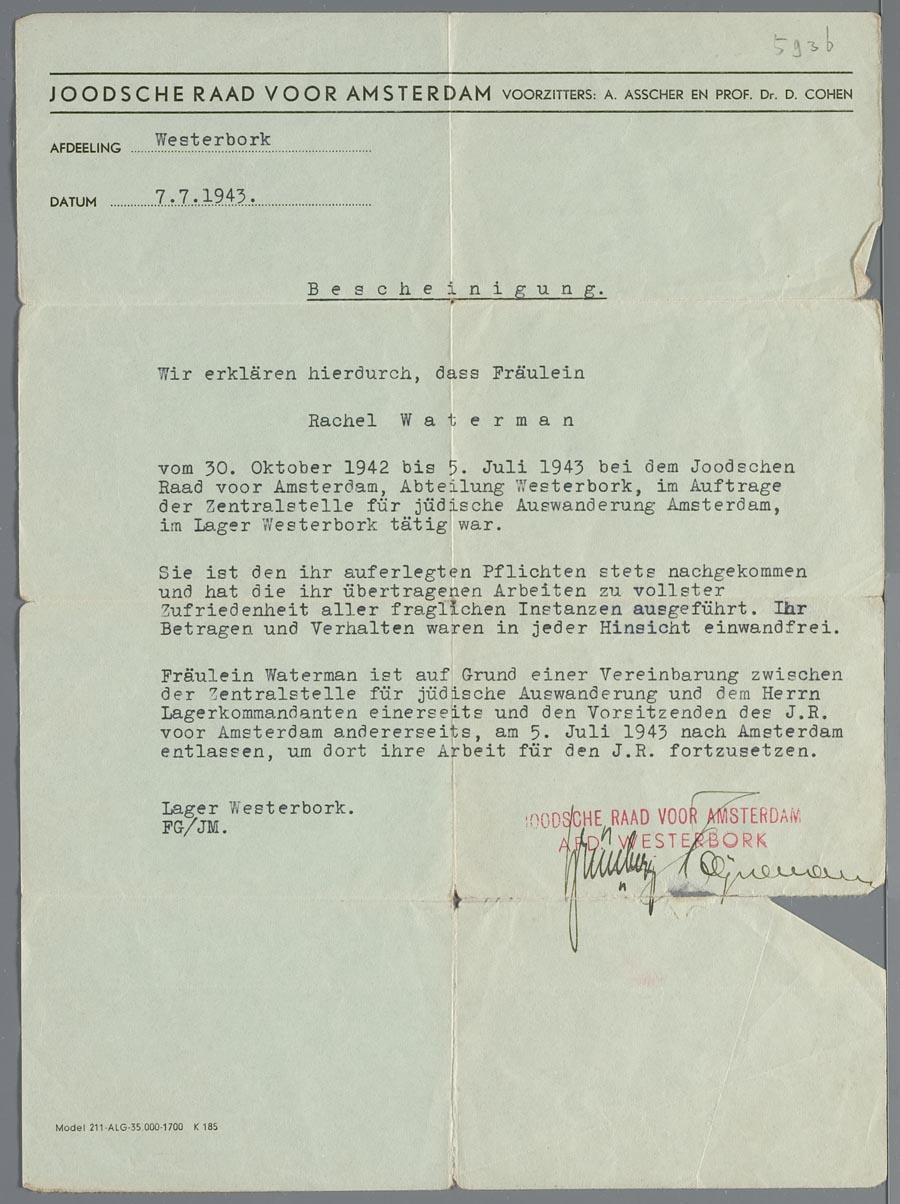 593b
JOODSCHE RAAD VOOR AMSTERDAM VOORZITTERS: A. ASSCHER EN PROF. Dr. D. COHEN
AFDEELING Westerbork
DATUM 7.7.1943.
Bescheinigung.
Wir erklären hierdurch, dass Fräulein
Rachel Waterman
vom 30. Oktober 1942 bis 5. Juli 1943 bei dem Joodschen
Raad voor Amsterdam, Abteilung Westerbork, im Auftrage
der Zentralstelle für jüdische Auswanderung Amsterdam,
im Lager Westerbork tätig war.
Sie ist den ihr auferlegten Pflichten stets nachgekommen
und hat die ihr übertragenen Arbeiten zu vollster
Zufriedenheit aller fraglichen Instanzen ausgeführt. Ihr
Betragen und Verhalten waren in jeder Hinsicht einwandfrei.
Fräulein Waterman ist auf Grund einer Vereinbarung zwischen
der Zentralstelle für jüdische Auswanderung und dem Herrn
Lagerkommandanten einerseits und den Vorsitzenden des J.R.
voor Amsterdam andererseits, am 5. Juli 1943 nach Amsterdam
entlassen, um dort ihre Arbeit für den J.R. fortzusetzen.
Lager Westerbork.
FG/JM.
JOODSCHE RAAD VOOR AMSTERDAM
AFD. WESTERBORK
Model 211-ALG-35.000-1700 K 185